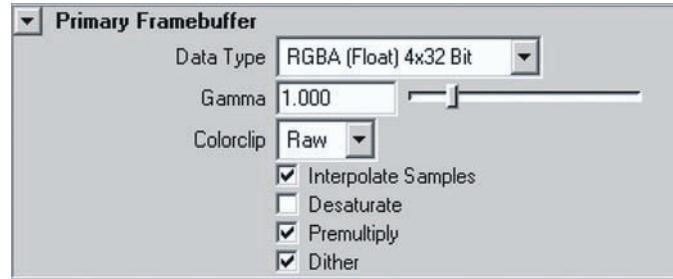 Primary Framebuffer
Data Type RGBA (Float) 4x32 Bit
Gamma 1.000
Colorclip Raw
Interpolate Samples
Desaturate
Premultiply
Dither